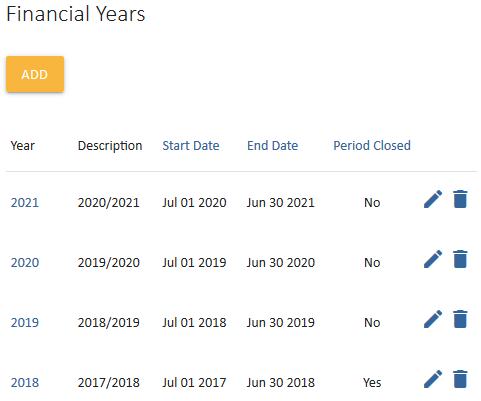 Financial Years
ADD
Year Description Start Date End Date Period Closed
2021 2020/2021 Jul 01 2020 Jun 30 2021 No
2020 2019/2020 Jul 01 2019 Jun 30 2020 No
2019 2018/2019 Jul 01 2018 Jun 30 2019 No
2018 2017/2018 Jul 01 2017 Jun 30 2018 Yes